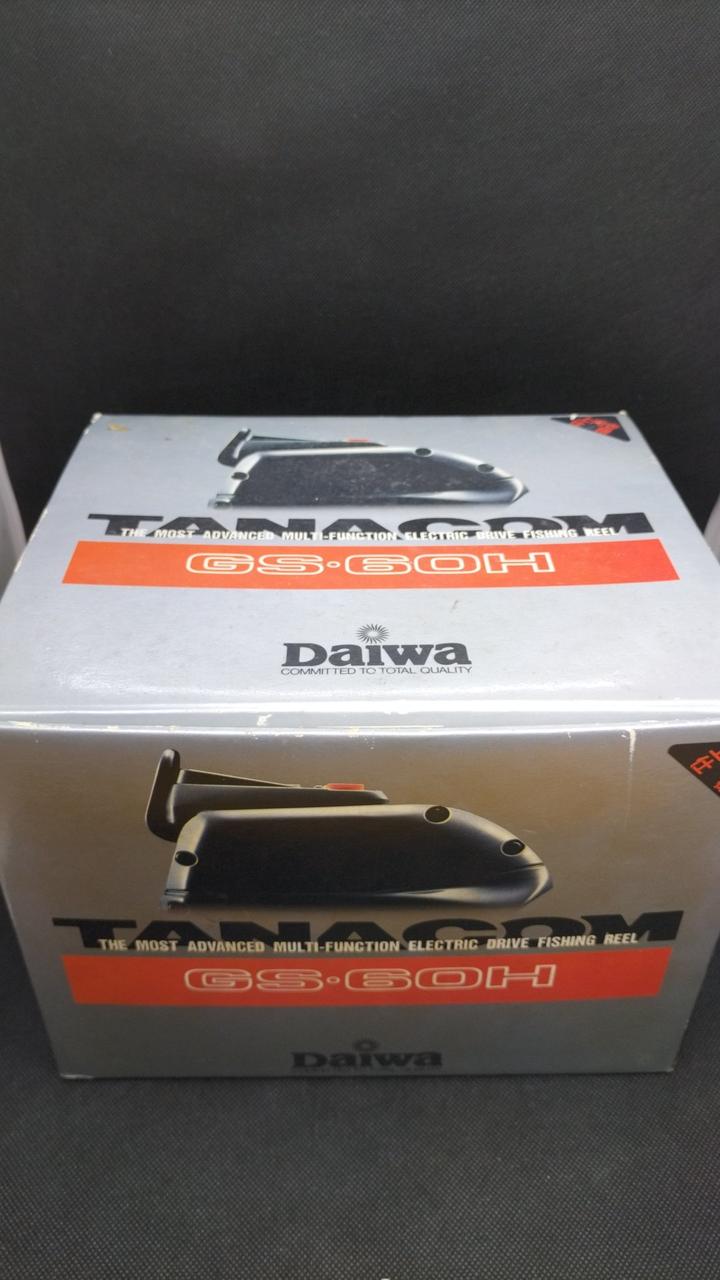 TANACOM
THE MOST ADVANCED MULTI-FUNCTION ELECTRIC DRIVE FISHING REEL
GS·60H
Daiwa
COMMITTED TO TOTAL QUALITY
TANACOM
THE MOST ADVANCED MULTI-FUNCTION ELECTRIC DRIVE FISHING REEL
GS·60H
Daiwa